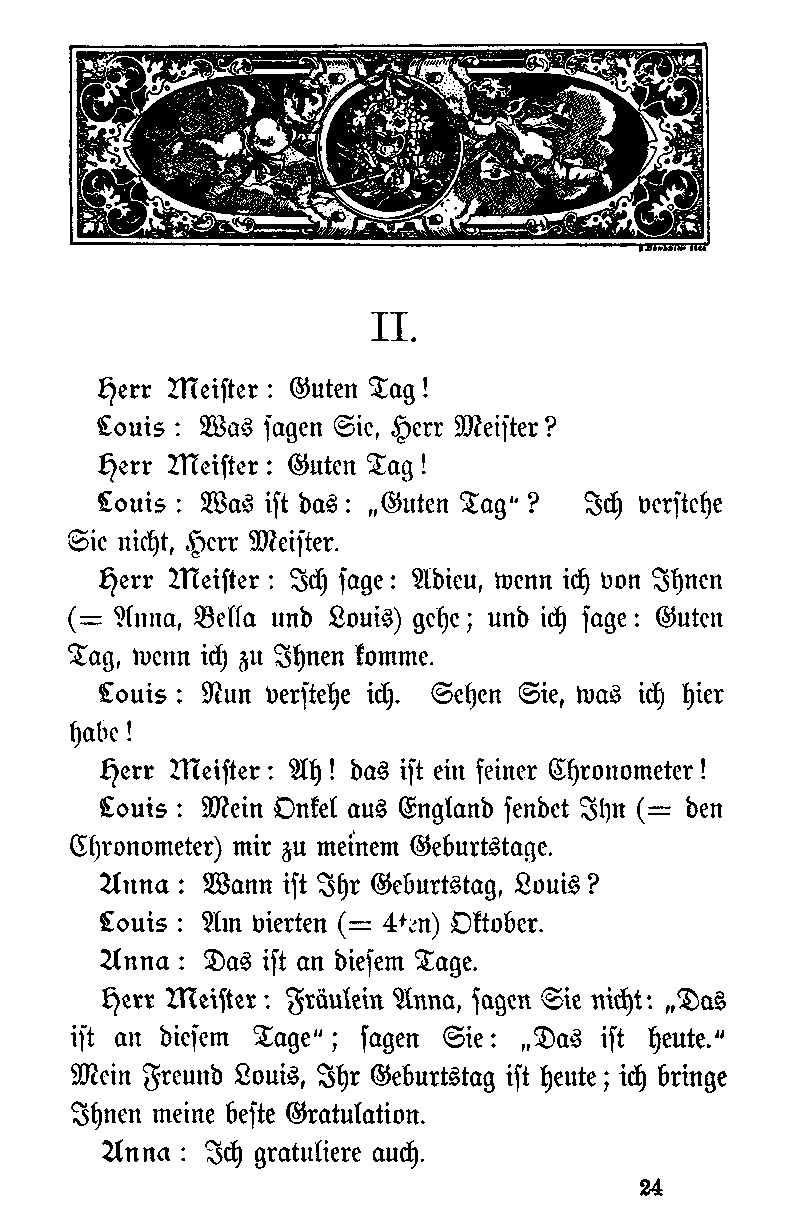 II.
Herr Meister: Guten Tag!
Louis: Was sagen Sie, Herr Meister?
Herr Meister: Guten Tag!
Louis: Was ist das: „Guten Tag“? Ich verstehe
Sie nicht, Herr Meister.
Herr Meister: Ich sage: Adieu, wenn ich von Ihnen
(= Anna, Bella und Louis) gehe; und ich sage: Guten
Tag, wenn ich zu Ihnen komme.
Louis: Nun verstehe ich. Sehen Sie, was ich hier
habe!
Herr Meister: Ah! das ist ein feiner Chronometer!
Louis: Mein Onkel aus England sendet Ihn (= den
Chronometer) mir zu meinem Geburtstage.
Anna: Wann ist Ihr Geburtstag, Louis?
Louis: Am vierten (= 4ten) Oktober.
Anna: Das ist an diesem Tage.
Herr Meister: Fräulein Anna, sagen Sie nicht: „Das
ist an diesem Tage“; sagen Sie: „Das ist heute.“
Mein Freund Louis, Ihr Geburtstag ist heute; ich bringe
Ihnen meine beste Gratulation.
Anna: Ich gratuliere auch.
24